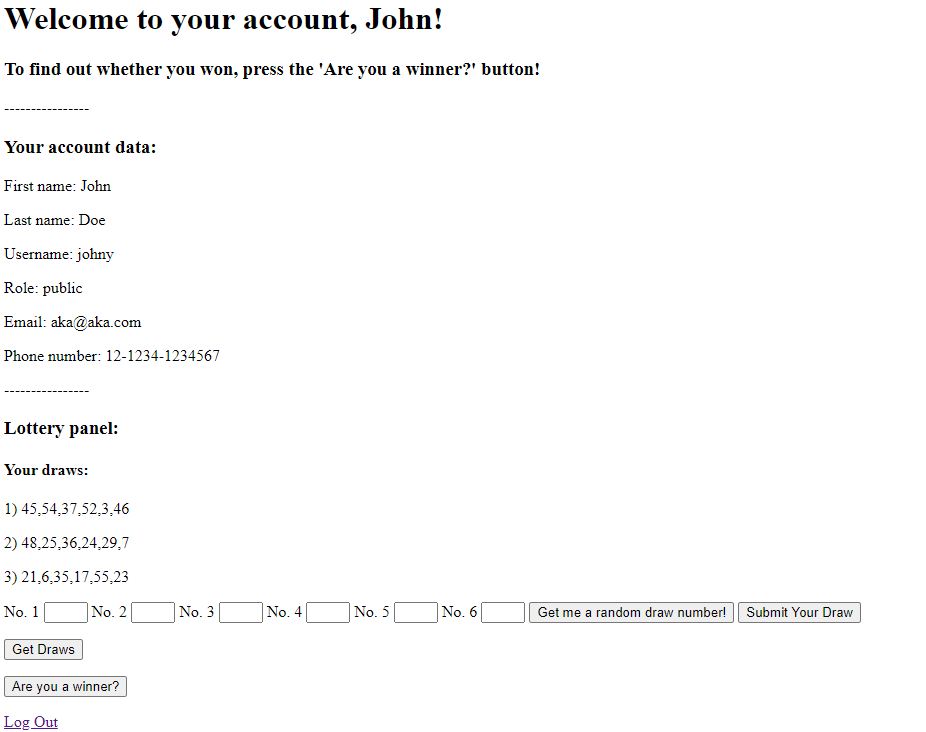 Welcome to your account, John!
To find out whether you won, press the 'Are you a winner?' button!
----------------
Your account data:
First name: John
Last name: Doe
Username: johny
Role: public
Email: aka@aka.com
Phone number: 12-1234-1234567
----------------
Lottery panel:
Your draws:
1) 45,54,37,52,3,46
2) 48,25,36,24,29,7
3) 21,6,35,17,55,23
No. 1 No. 2 No. 3 No. 4 No. 5 No. 6 Get me a random draw number! Submit Your Draw
Get Draws
Are you a winner?
Log Out